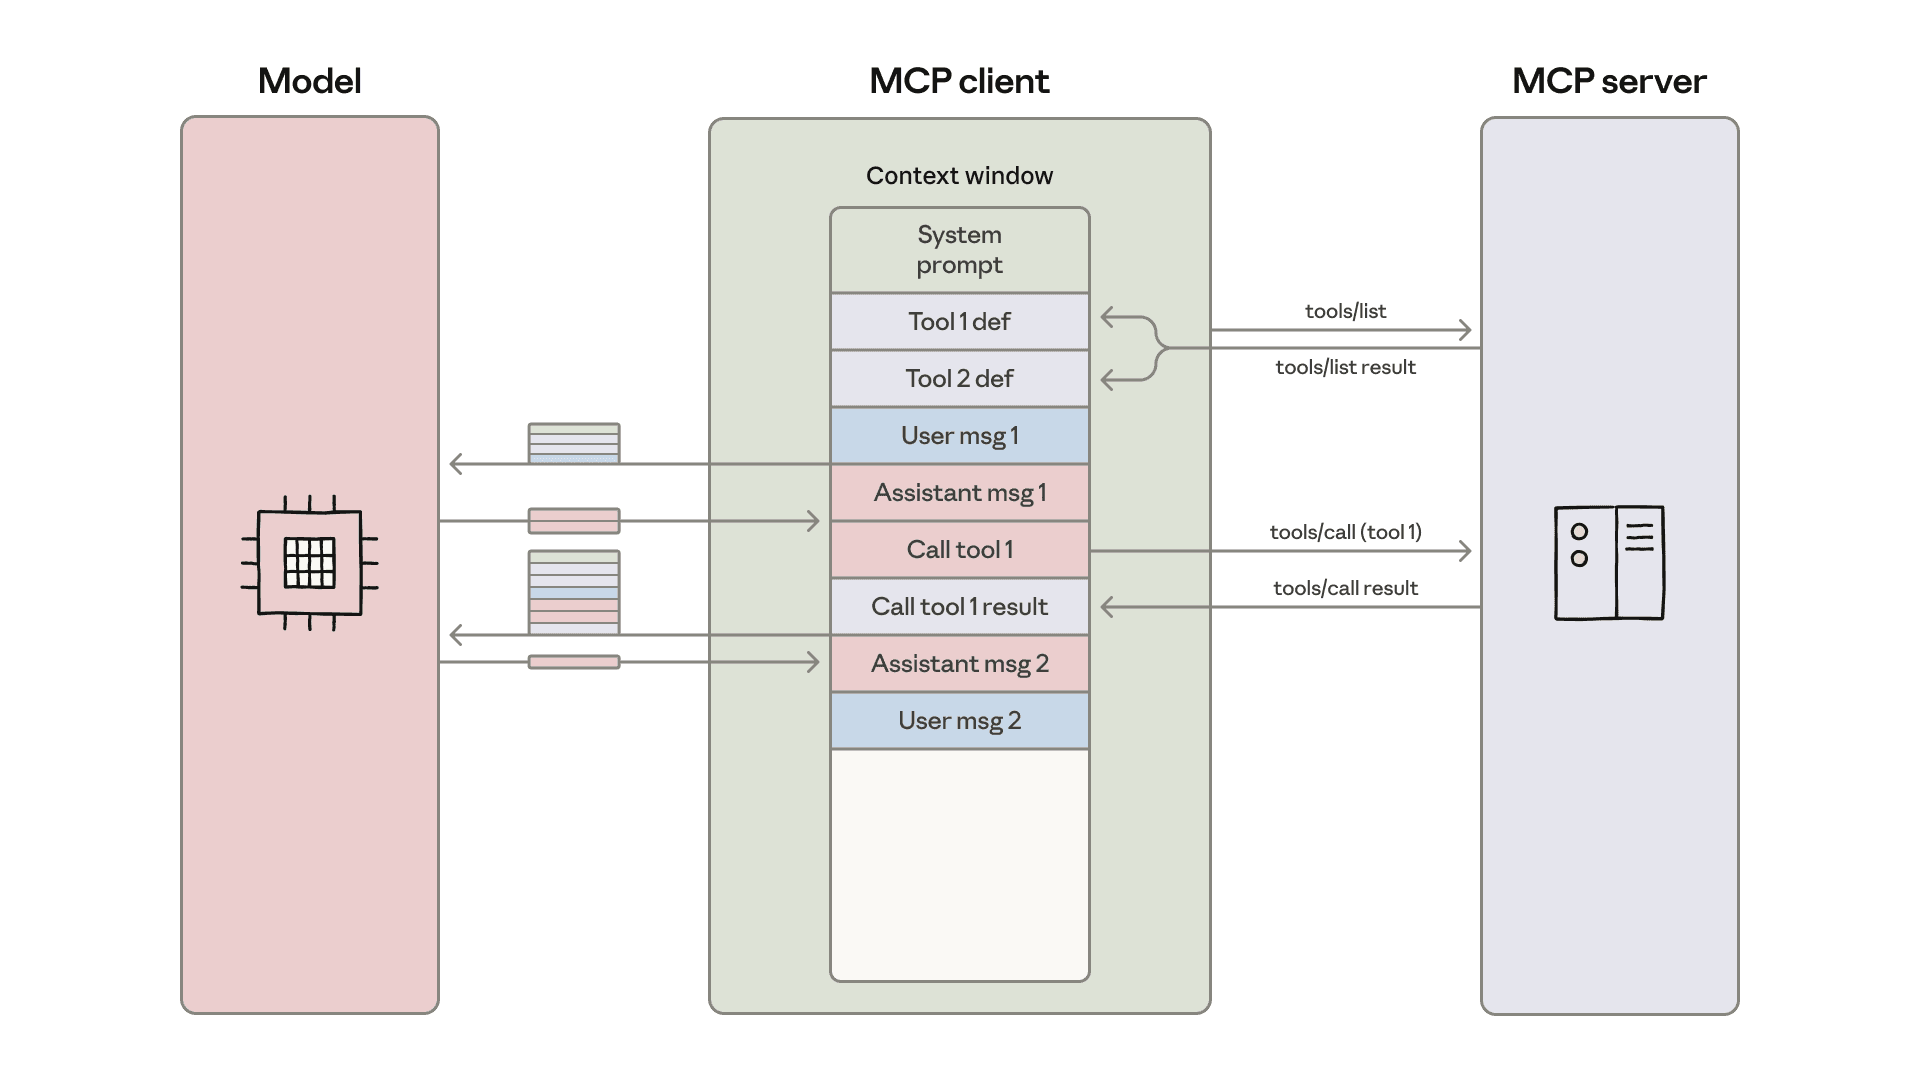 Model
MCP client
MCP server
Context window
System
prompt
Tool 1 def
Tool 2 def
User msg 1
Assistant msg 1
Call tool 1
Call tool 1 result
Assistant msg 2
User msg 2
tools/list
tools/list result
tools/call (tool 1)
tools/call result